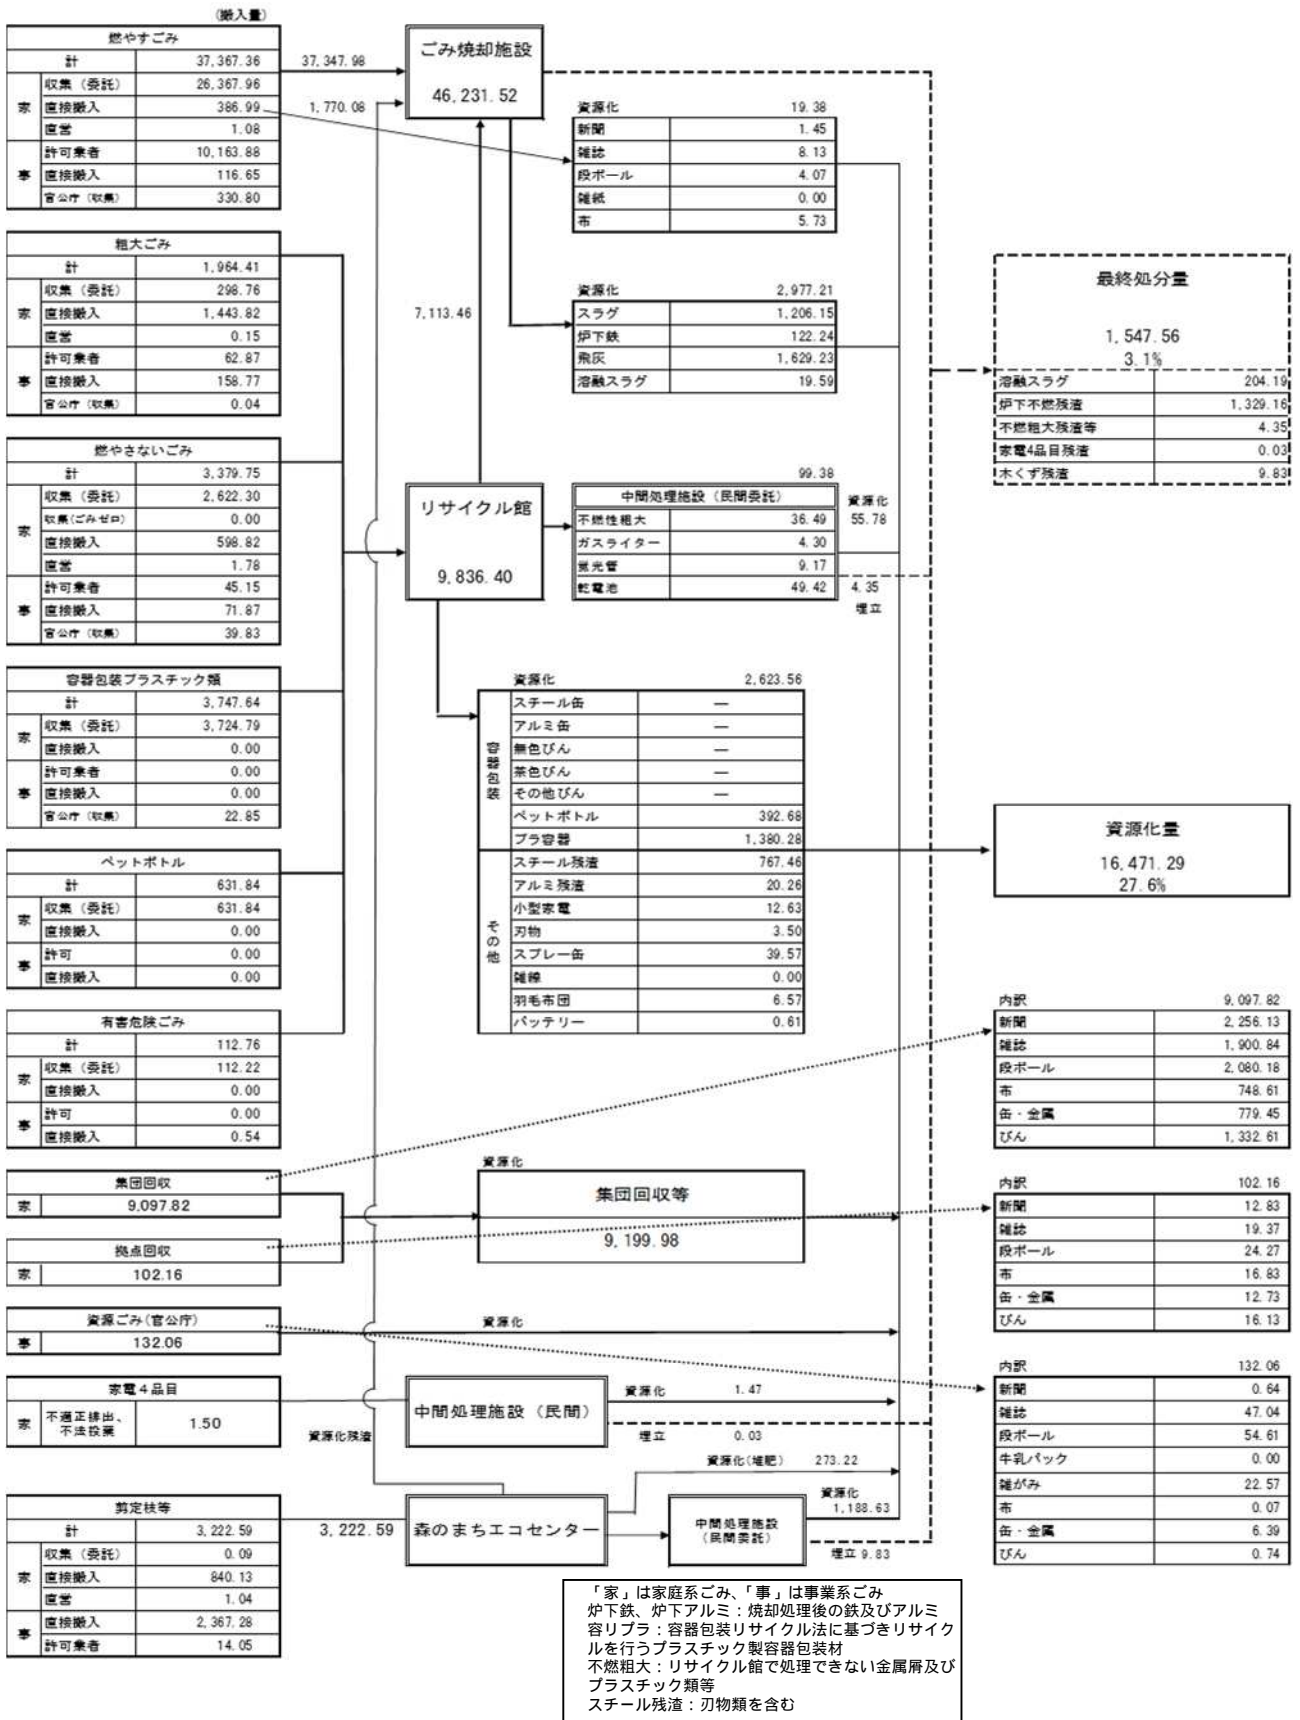 (搬入量)
燃やすごみ
計 37,367.36
家 収集（委託） 26,367.96
直接搬入 386.99
直営 1.08
事 許可業者 10,163.88
直接搬入 116.65
官公庁（収集） 330.80
粗大ごみ
計 1,964.41
家 収集（委託） 298.76
直接搬入 1,443.82
直営 0.15
事 許可業者 62.87
直接搬入 158.77
官公庁（収集） 0.04
燃やさないごみ
計 3,379.75
家 収集（委託） 2,622.30
収集(ごみゼロ) 0.00
直接搬入 598.82
直営 1.78
事 許可業者 45.15
直接搬入 71.87
官公庁（収集） 39.83
容器包装プラスチック類
計 3,747.64
家 収集（委託） 3,724.79
直接搬入 0.00
事 許可業者 0.00
直接搬入 0.00
官公庁（収集） 22.85
ペットボトル
計 631.84
家 収集（委託） 631.84
直接搬入 0.00
事 許可 0.00
直接搬入 0.00
有害危険ごみ
計 112.76
家 収集（委託） 112.22
直接搬入 0.00
事 許可 0.00
直接搬入 0.54
集団回収
家 9,097.82
拠点回収
家 102.16
資源ごみ(官公庁)
事 132.06
家電４品目
家 不適正排出、
不法投棄 1.50
剪定枝等
計 3,222.59
家 収集（委託） 0.09
直接搬入 840.13
直営 1.04
事 直接搬入 2,367.28
許可業者 14.05
37,347.98
1,770.08
ごみ焼却施設
46,231.52
7,113.46
リサイクル館
9,836.40
資源化 19.38
新聞 1.45
雑誌 8.13
段ボール 4.07
雑紙 0.00
布 5.73
資源化 2,977.21
スラグ 1,206.15
炉下鉄 122.24
飛灰 1,629.23
溶融スラグ 19.59
99.38
中間処理施設（民間委託）
不燃性粗大 36.49
ガスライター 4.30
蛍光管 9.17
乾電池 49.42
資源化
55.78
4.35
埋立
資源化 2,623.56
容器包装
スチール缶 ―
アルミ缶 ―
無色びん ―
茶色びん ―
その他びん ―
ペットボトル 392.68
プラ容器 1,380.28
その他
スチール残渣 767.46
アルミ残渣 20.26
小型家電 12.63
刃物 3.50
スプレー缶 39.57
雑線 0.00
羽毛布団 6.57
バッテリー 0.61
資源化
集団回収等
9,199.98
資源化
中間処理施設（民間）
資源化 1.47
埋立 0.03
資源化残渣
資源化(堆肥) 273.22
3,222.59
森のまちエコセンター
中間処理施設
（民間委託）
資源化
1,188.63
埋立 9.83
最終処分量
1,547.56
3.1%
溶融スラグ 204.19
炉下不燃残渣 1,329.16
不燃粗大残渣等 4.35
家電4品目残渣 0.03
木くず残渣 9.83
資源化量
16,471.29
27.6%
内訳 9,097.82
新聞 2,256.13
雑誌 1,900.84
段ボール 2,080.18
布 748.61
缶・金属 779.45
びん 1,332.61
内訳 102.16
新聞 12.83
雑誌 19.37
段ボール 24.27
布 16.83
缶・金属 12.73
びん 16.13
内訳 132.06
新聞 0.64
雑誌 47.04
段ボール 54.61
牛乳パック 0.00
雑がみ 22.57
布 0.07
缶・金属 6.39
びん 0.74
「家」は家庭系ごみ、「事」は事業系ごみ
炉下鉄、炉下アルミ：焼却処理後の鉄及びアルミ
容リプラ：容器包装リサイクル法に基づきリサイク
ルを行うプラスチック製容器包装材
不燃粗大：リサイクル館で処理できない金属屑及び
プラスチック類等
スチール残渣：刃物類を含む